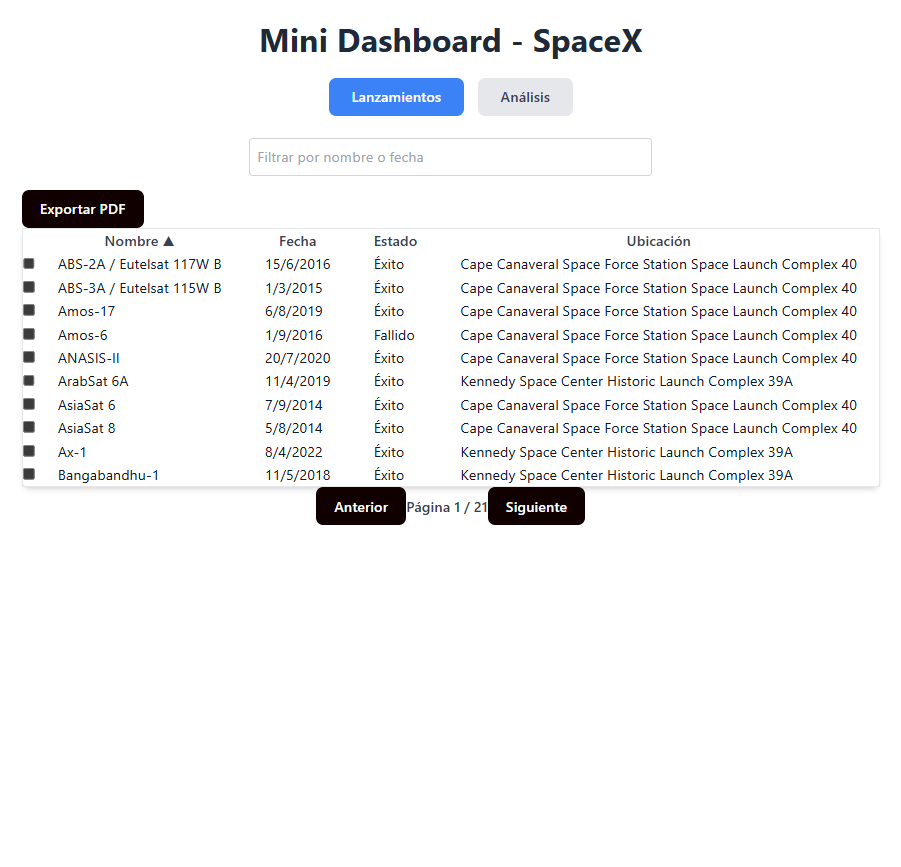 Mini Dashboard - SpaceX
Lanzamientos Análisis
Filtrar por nombre o fecha
Exportar PDF
Nombre ▲ Fecha Estado Ubicación
ABS-2A / Eutelsat 117W B 15/6/2016 Éxito Cape Canaveral Space Force Station Space Launch Complex 40
ABS-3A / Eutelsat 115W B 1/3/2015 Éxito Cape Canaveral Space Force Station Space Launch Complex 40
Amos-17 6/8/2019 Éxito Cape Canaveral Space Force Station Space Launch Complex 40
Amos-6 1/9/2016 Fallido Cape Canaveral Space Force Station Space Launch Complex 40
ANASIS-II 20/7/2020 Éxito Cape Canaveral Space Force Station Space Launch Complex 40
ArabSat 6A 11/4/2019 Éxito Kennedy Space Center Historic Launch Complex 39A
AsiaSat 6 7/9/2014 Éxito Cape Canaveral Space Force Station Space Launch Complex 40
AsiaSat 8 5/8/2014 Éxito Cape Canaveral Space Force Station Space Launch Complex 40
Ax-1 8/4/2022 Éxito Kennedy Space Center Historic Launch Complex 39A
Bangabandhu-1 11/5/2018 Éxito Kennedy Space Center Historic Launch Complex 39A
Anterior Página 1 / 21 Siguiente